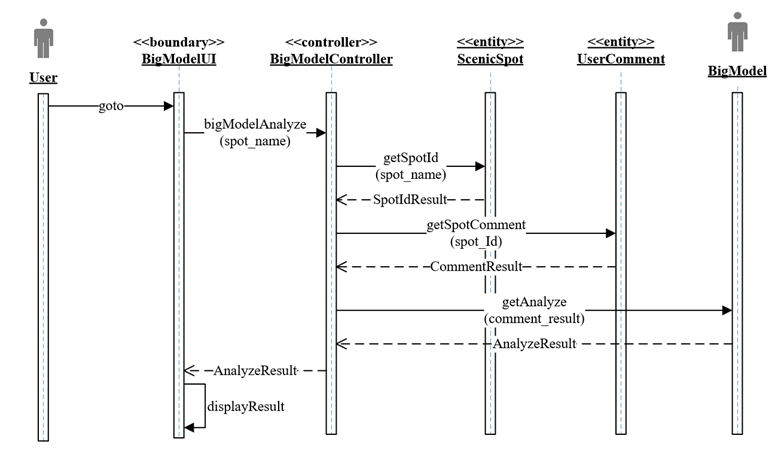 <<boundary>>
<<controller>>
<<entity>>
<<entity>>
User
BigModelUI
BigModelController
ScenicSpot
UserComment
BigModel
goto
bigModelAnalyze
(spot_name)
getSpotId
(spot_name)
SpotIdResult
getSpotComment
(spot_Id)
CommentResult
getAnalyze
(comment_result)
AnalyzeResult
AnalyzeResult
displayResult